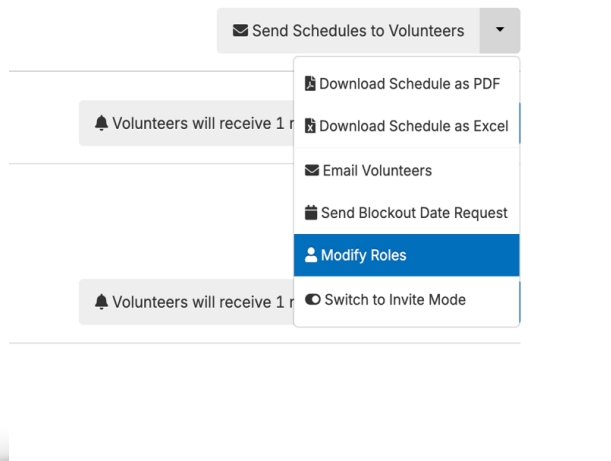 Send Schedules to Volunteers
Download Schedule as PDF
Volunteers will receive 1
Download Schedule as Excel
Email Volunteers
Send Blockout Date Request
Modify Roles
Volunteers will receive 1
Switch to Invite Mode